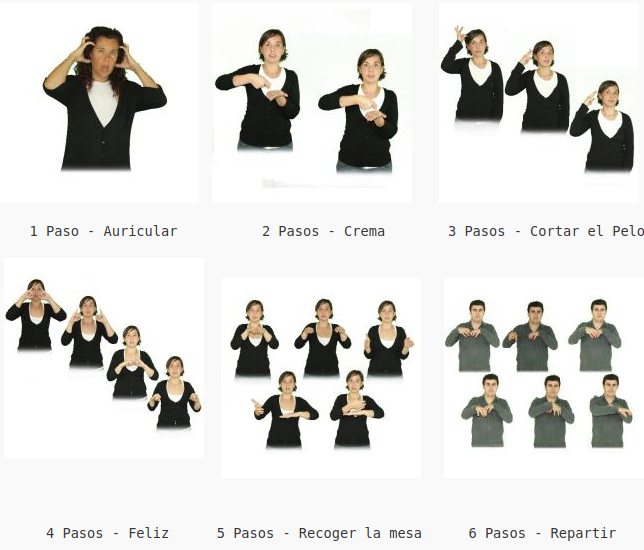 1 Paso - Auricular
2 Pasos - Crema
3 Pasos - Cortar el Pelo
4 Pasos - Feliz
5 Pasos - Recoger la mesa
6 Pasos - Repartir